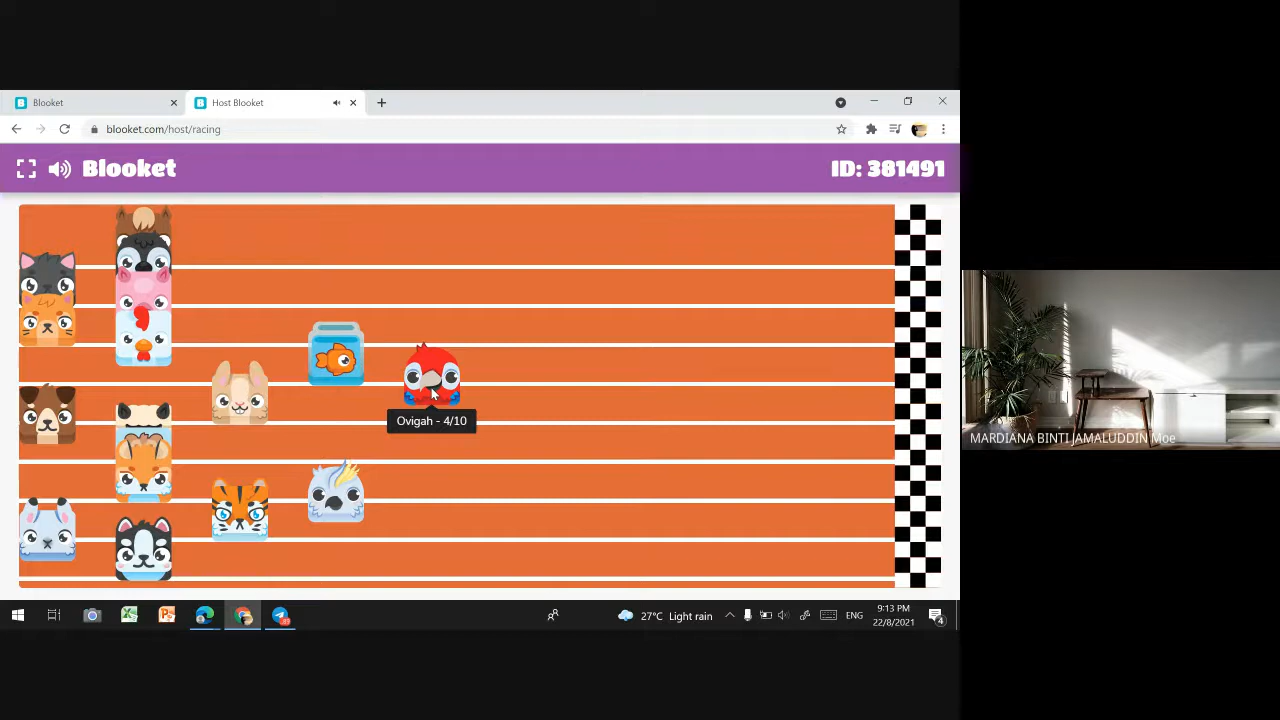 Blooket
Host Blooket
blooket.com/host/racing
Blooket
ID: 381491
Ovigah - 4/10
MARDIANA BINTI JAMALUDDIN Moe
27°C Light rain
ENG
9:13 PM
22/8/2021
4